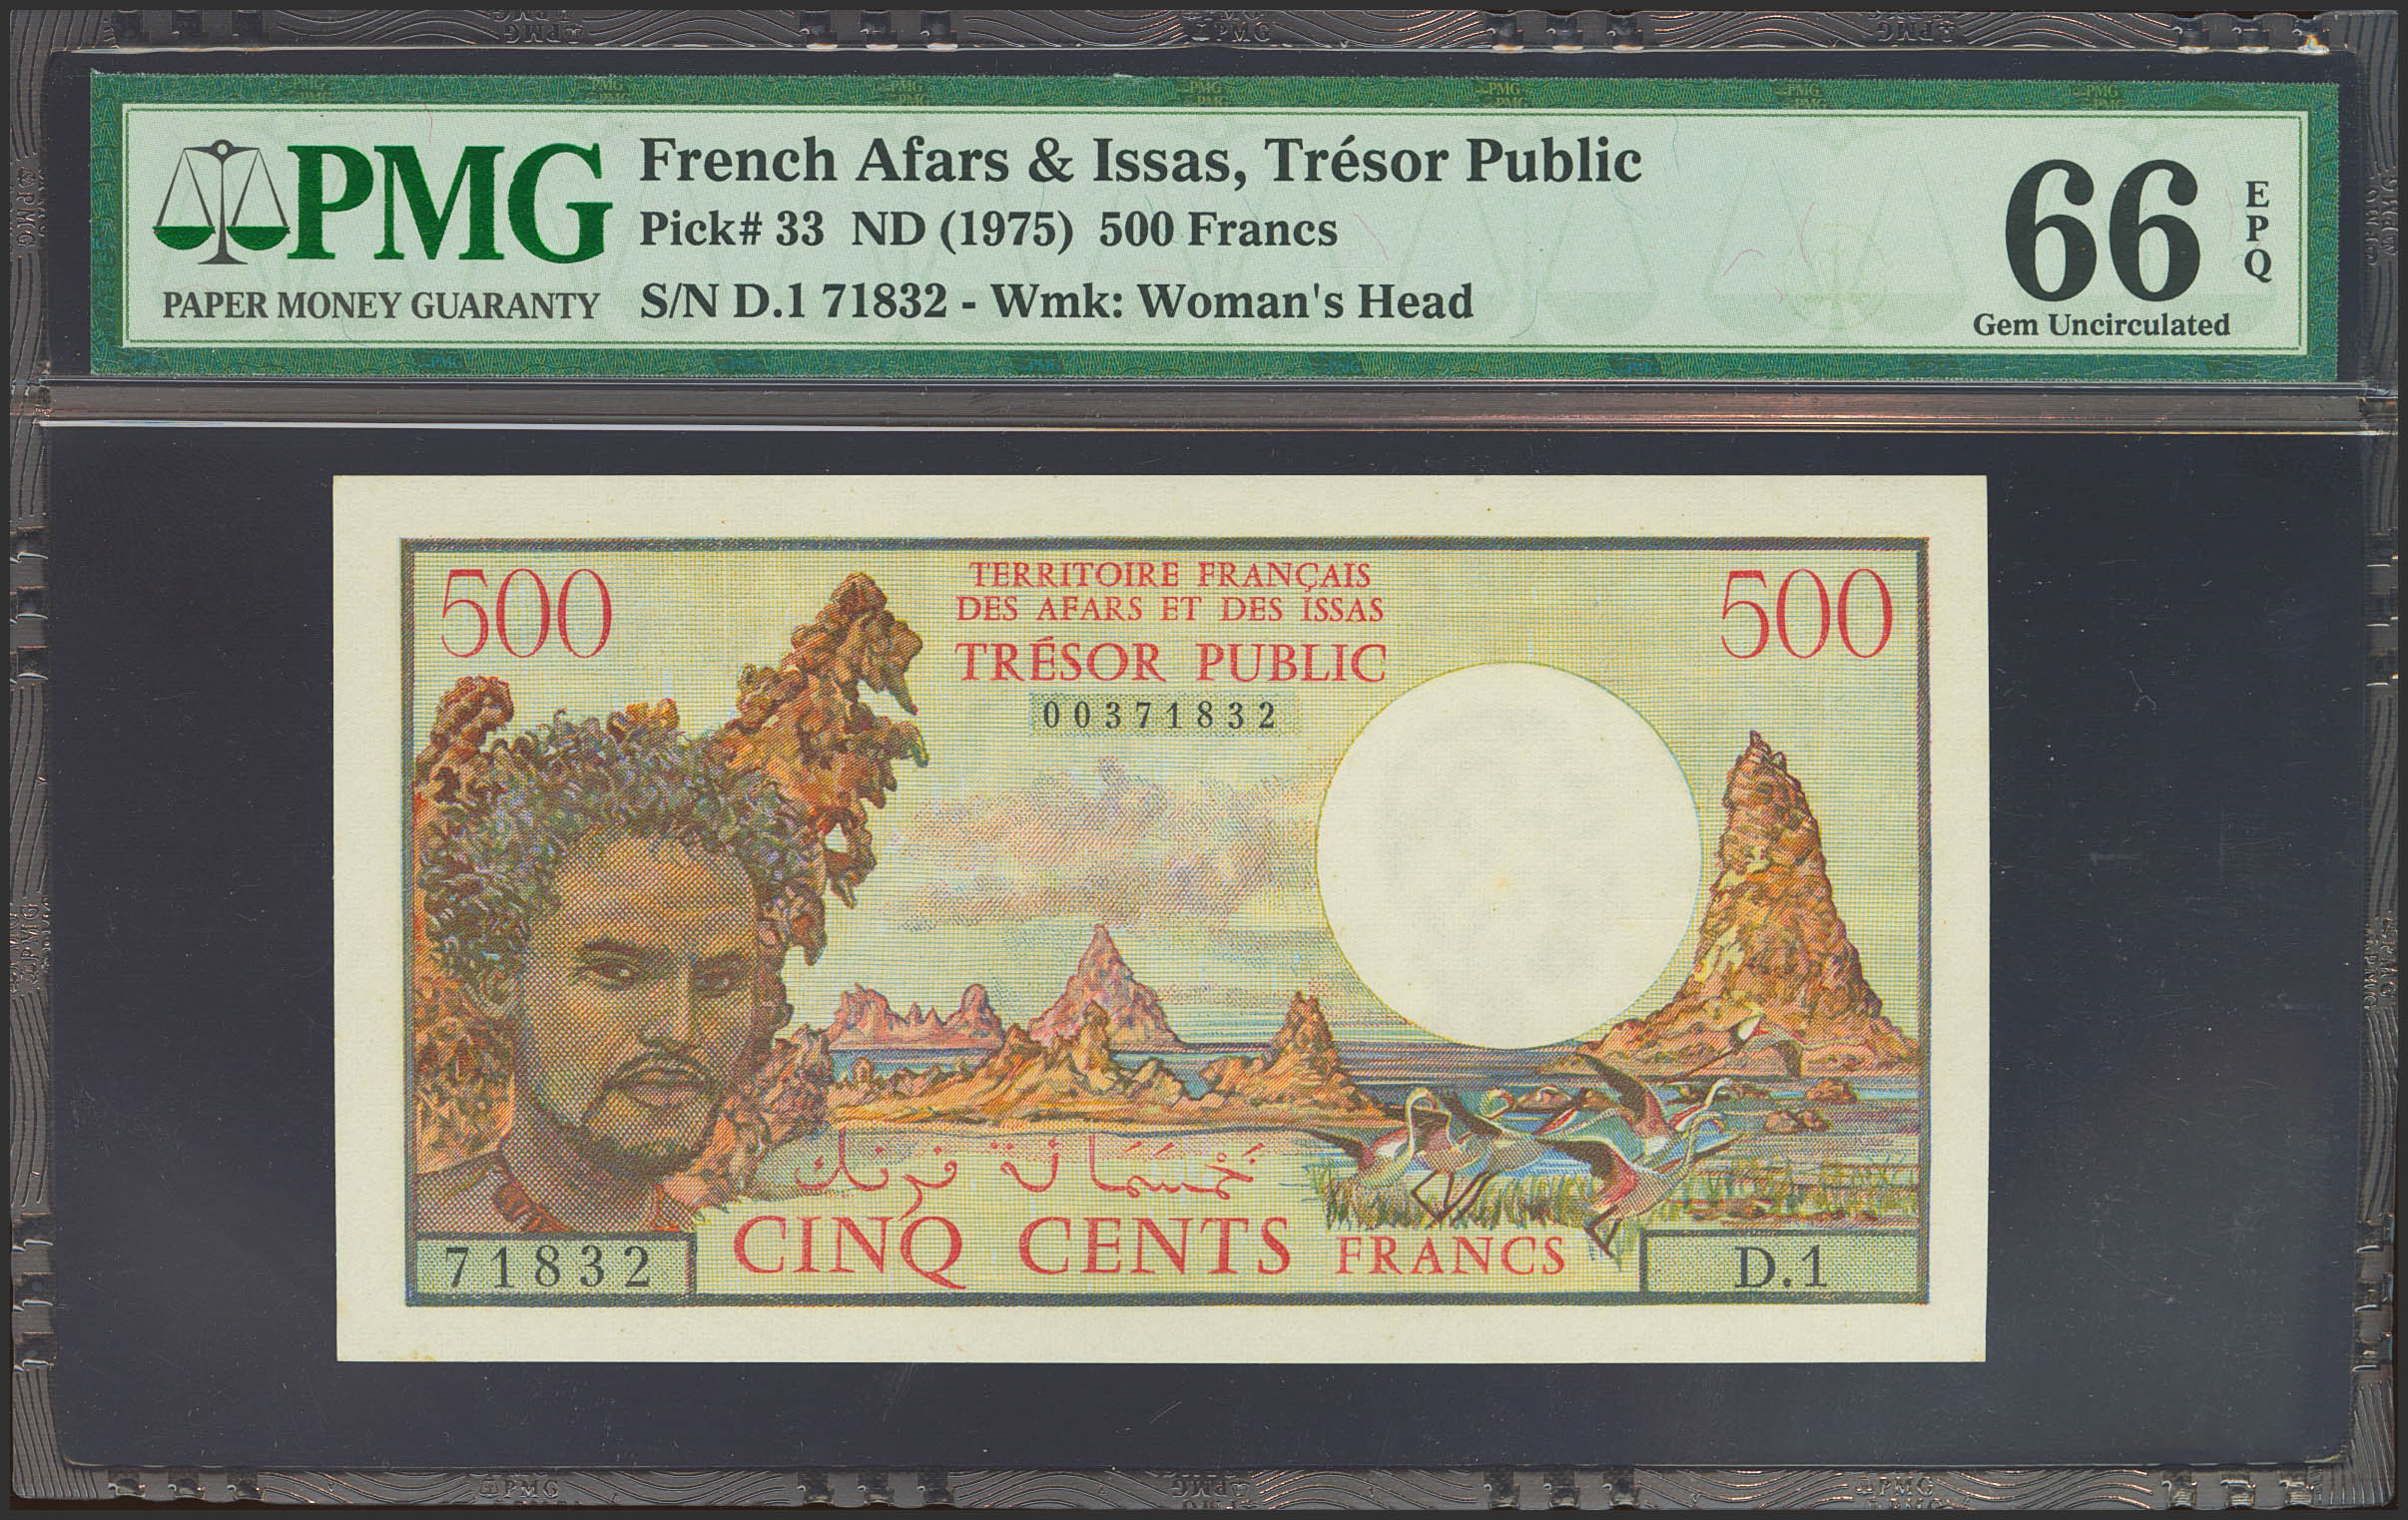 PMG
PAPER MONEY GUARANTY
French Afars & Issas, Trésor Public
Pick# 33 ND (1975) 500 Francs
S/N D.1 71832 - Wmk: Woman's Head
66
EPQ
Gem Uncirculated
500
TERRITOIRE FRANÇAIS
DES AFARS ET DES ISSAS
TRÉSOR PUBLIC
500
00371832
خمسمائة فرنك
CINQ CENTS FRANCS
71832
D.1